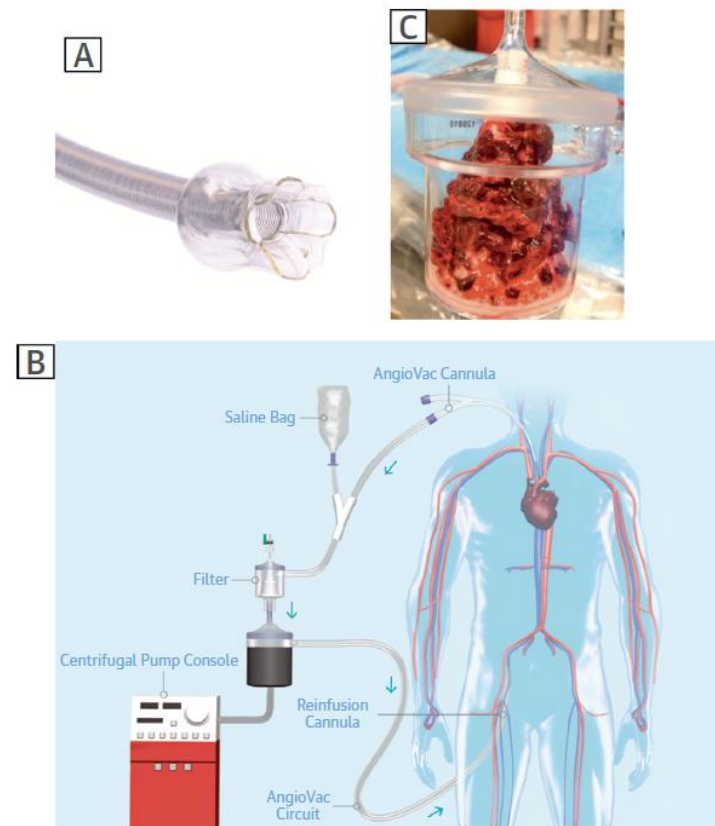 A
C
B
AngioVac Cannula
Saline Bag
Filter
Centrifugal Pump Console
Reinfusion
Cannula
AngioVac
Circuit